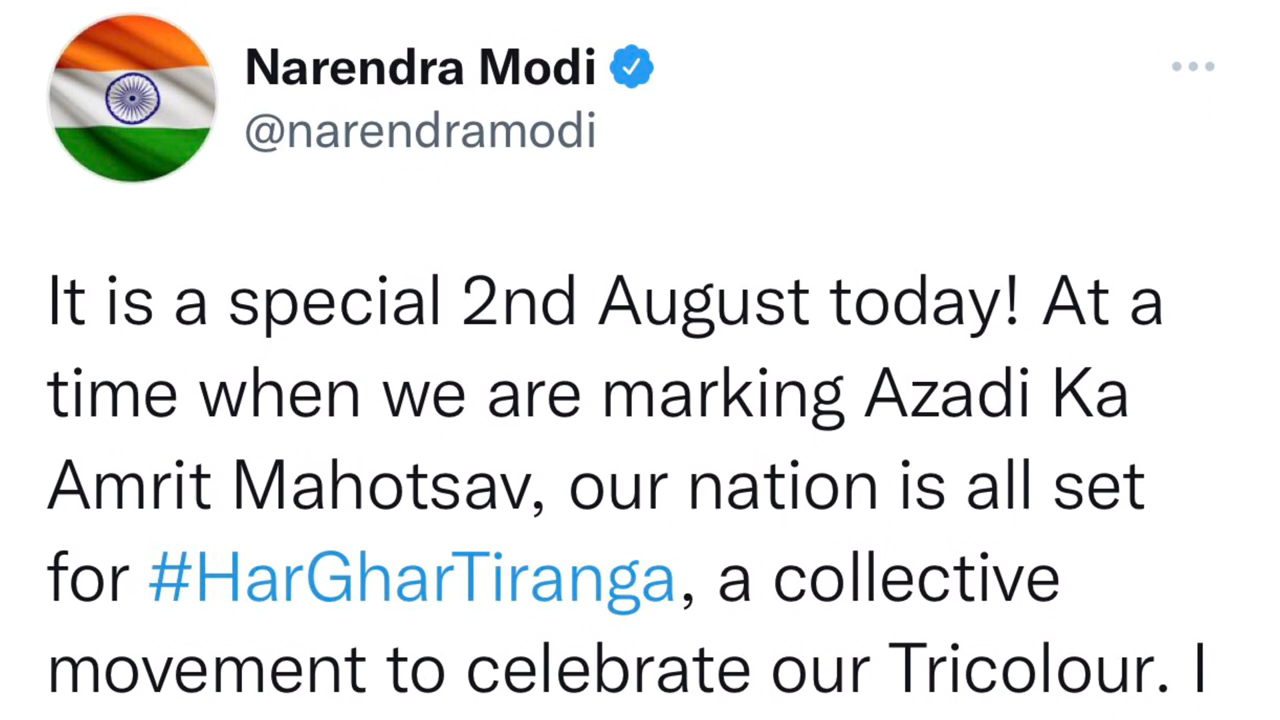 Narendra Modi
@narendramodi
It is a special 2nd August today! At a
time when we are marking Azadi Ka
Amrit Mahotsav, our nation is all set
for #HarGharTiranga, a collective
movement to celebrate our Tricolour. I